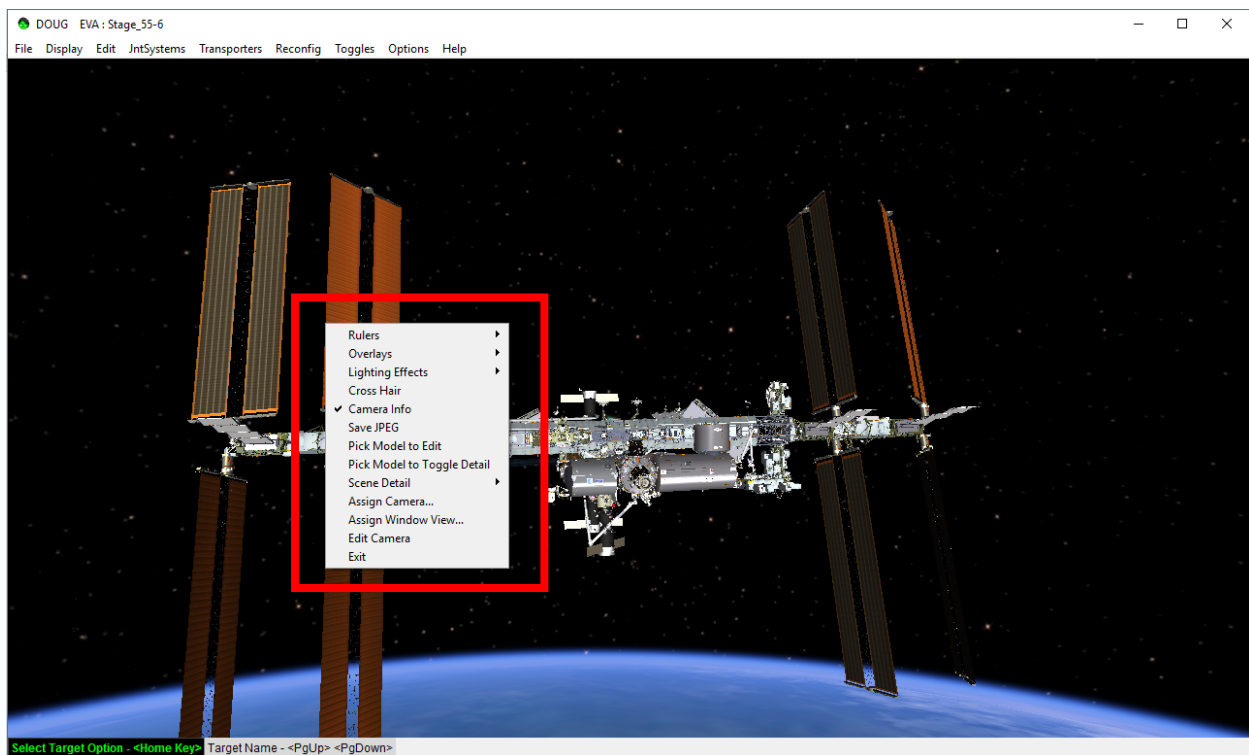 DOUG EVA : Stage_55-6
File Display Edit JntSystems Transporters Reconfig Toggles Options Help
Rulers
Overlays
Lighting Effects
Cross Hair
Camera Info
Save JPEG
Pick Model to Edit
Pick Model to Toggle Detail
Scene Detail
Assign Camera...
Assign Window View...
Edit Camera
Exit
Select Target Option - <Home Key> Target Name - <PgUp> <PgDown>